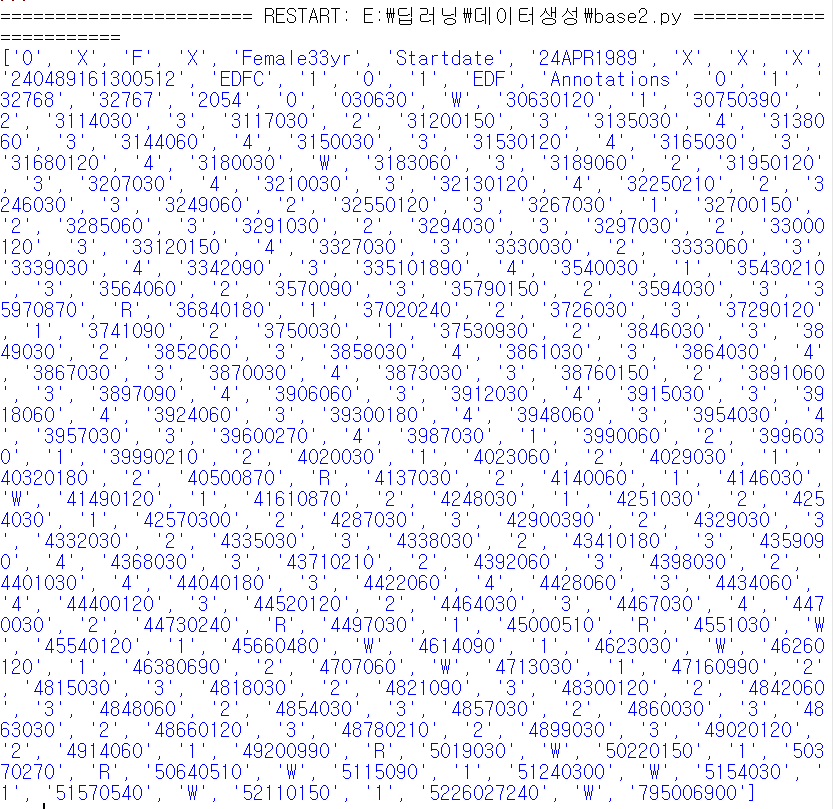 ======================= RESTART: E:₩딥러닝₩데이터생성₩base2.py =============
===========
['0', 'X', 'F', 'X', 'Female33yr', 'Startdate', '24APR1989', 'X', 'X', 'X',
'240489161300512', 'EDFC', '1', '0', '1', 'EDF', 'Annotations', '0', '1', '
32768', '32767', '2054', '0', '030630', 'W', '30630120', '1', '30750390', '
2', '3114030', '3', '3117030', '2', '31200150', '3', '3135030', '4', '31380
60', '3', '3144060', '4', '3150030', '3', '31530120', '4', '3165030', '3',
'31680120', '4', '3180030', 'W', '3183060', '3', '3189060', '2', '31950120'
, '3', '3207030', '4', '3210030', '3', '32130120', '4', '32250210', '2', '3
246030', '3', '3249060', '2', '32550120', '3', '3267030', '1', '32700150',
'2', '3285060', '3', '3291030', '2', '3294030', '3', '3297030', '2', '33000
120', '3', '33120150', '4', '3327030', '3', '3330030', '2', '3333060', '3',
'3339030', '4', '3342090', '3', '335101890', '4', '3540030', '1', '35430210
', '3', '3564060', '2', '3570090', '3', '35790150', '2', '3594030', '3', '3
5970870', 'R', '36840180', '1', '37020240', '2', '3726030', '3', '37290120'
, '1', '3741090', '2', '3750030', '1', '37530930', '2', '3846030', '3', '38
49030', '2', '3852060', '3', '3858030', '4', '3861030', '3', '3864030', '4'
, '3867030', '3', '3870030', '4', '3873030', '3', '38760150', '2', '3891060
', '3', '3897090', '4', '3906060', '3', '3912030', '4', '3915030', '3', '39
18060', '4', '3924060', '3', '39300180', '4', '3948060', '3', '3954030', '4
', '3957030', '3', '39600270', '4', '3987030', '1', '3990060', '2', '399603
0', '1', '39990210', '2', '4020030', '1', '4023060', '2', '4029030', '1', '
40320180', '2', '40500870', 'R', '4137030', '2', '4140060', '1', '4146030',
'W', '41490120', '1', '41610870', '2', '4248030', '1', '4251030', '2', '425
4030', '1', '42570300', '2', '4287030', '3', '42900390', '2', '4329030', '3
', '4332030', '2', '4335030', '3', '4338030', '2', '43410180', '3', '435909
0', '4', '4368030', '3', '43710210', '2', '4392060', '3', '4398030', '2', '
4401030', '4', '44040180', '3', '4422060', '4', '4428060', '3', '4434060',
'4', '44400120', '3', '44520120', '2', '4464030', '3', '4467030', '4', '447
0030', '2', '44730240', 'R', '4497030', '1', '45000510', 'R', '4551030', 'W
', '45540120', '1', '45660480', 'W', '4614090', '1', '4623030', 'W', '46260
120', '1', '46380690', '2', '4707060', 'W', '4713030', '1', '47160990', '2'
, '4815030', '3', '4818030', '2', '4821090', '3', '48300120', '2', '4842060
', '3', '4848060', '2', '4854030', '3', '4857030', '2', '4860030', '3', '48
63030', '2', '48660120', '3', '48780210', '2', '4899030', '3', '49020120',
'2', '4914060', '1', '49200990', 'R', '5019030', 'W', '50220150', '1', '503
70270', 'R', '50640510', 'W', '5115090', '1', '51240300', 'W', '5154030', '
1', '51570540', 'W', '52110150', '1', '5226027240', 'W', '795006900']